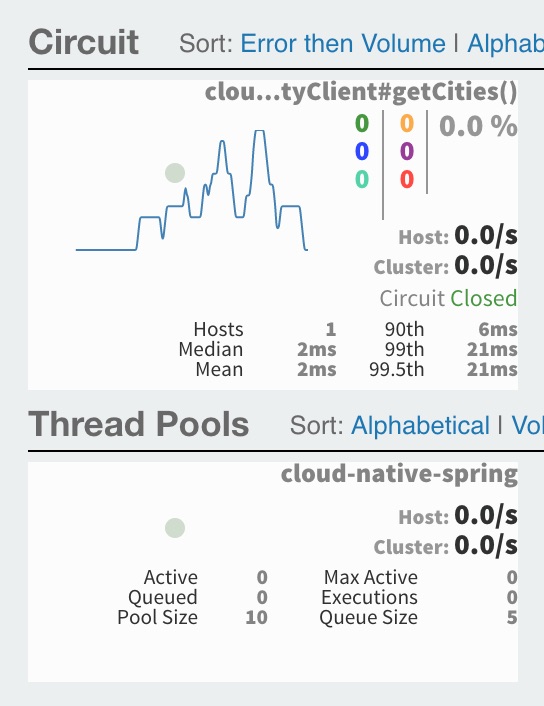 Circuit Sort: Error then Volume | Alphab
clou...tyClient#getCities()
0 0 0.0 %
0 0
0 0
Host: 0.0/s
Cluster: 0.0/s
Circuit Closed
Hosts 1 90th 6ms
Median 2ms 99th 21ms
Mean 2ms 99.5th 21ms
Thread Pools Sort: Alphabetical | Vol
cloud-native-spring
Host: 0.0/s
Cluster: 0.0/s
Active 0 Max Active 0
Queued 0 Executions 0
Pool Size 10 Queue Size 5